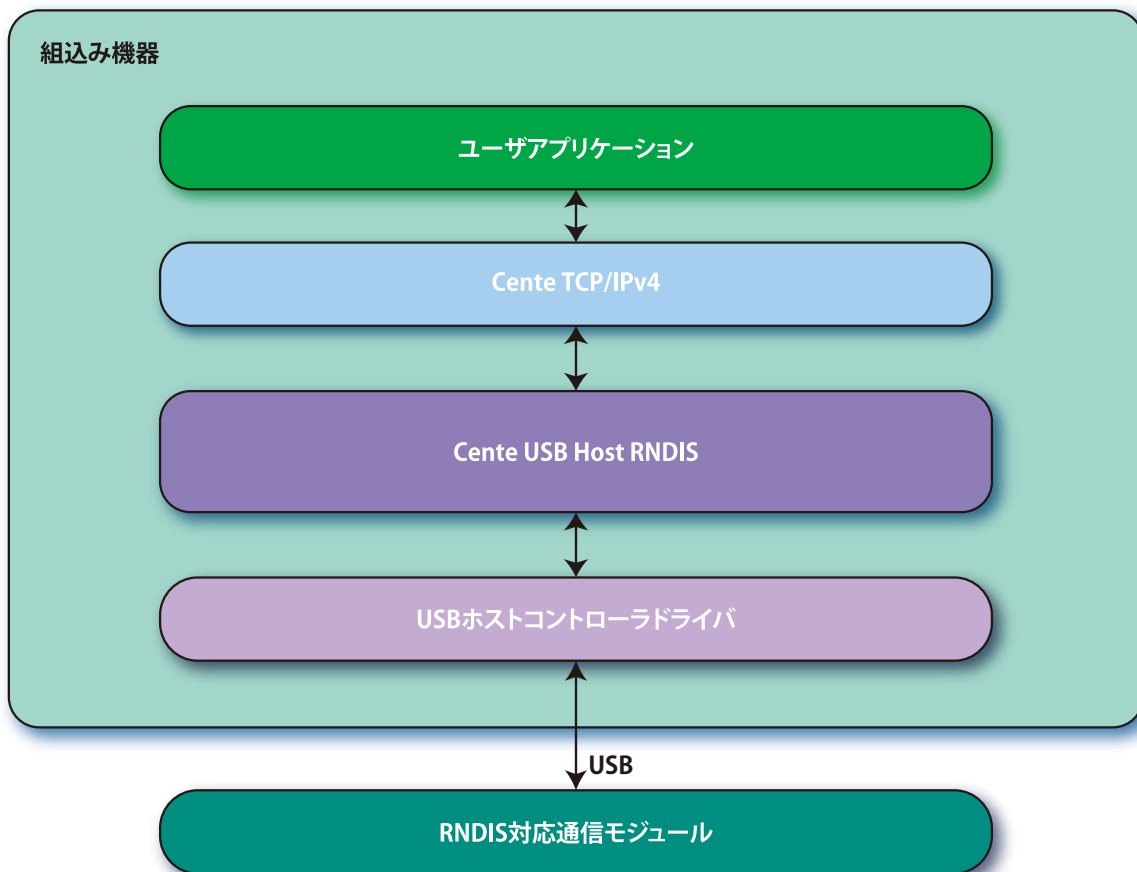 組込み機器
ユーザアプリケーション
Cente TCP/IPv4
Cente USB Host RNDIS
USBホストコントローラドライバ
USB
RNDIS対応通信モジュール